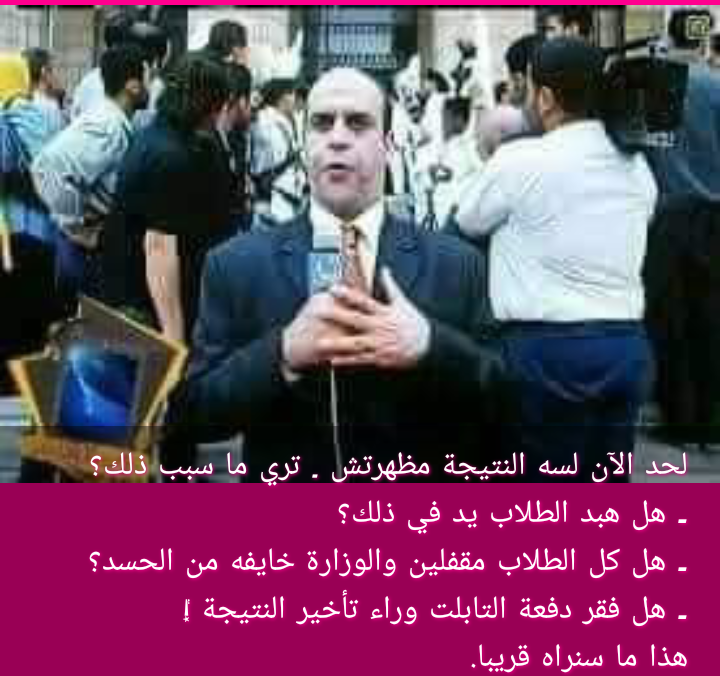 لحد الآن لسه النتيجة مظهرتش ـ تري ما سبب ذلك؟
ـ هل هبد الطلاب يد في ذلك؟
ـ هل كل الطلاب مقفلين والوزارة خايفه من الحسد؟
ـ هل فقر دفعة التابلت وراء تأخير النتيجة !
هذا ما سنراه قريبا.